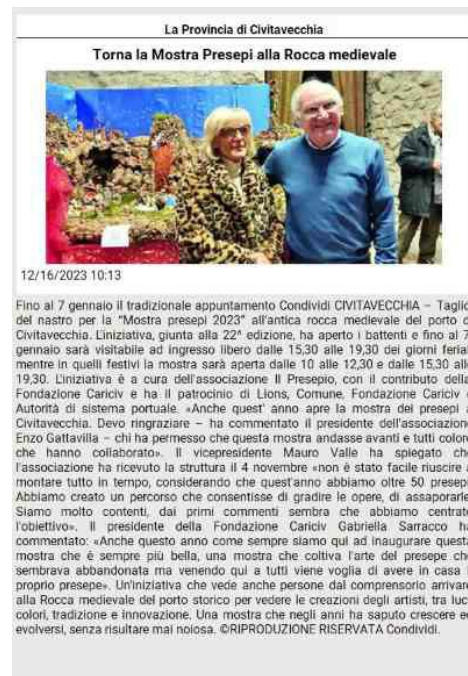 La Provincia di Civitavecchia
Torna la Mostra Presepi alla Rocca medievale
12/16/2023 10:13
Fino al 7 gennaio il tradizionale appuntamento Condividi CIVITAVECCHIA – Taglio
del nastro per la "Mostra presepi 2023" all'antica rocca medievale del porto di
Civitavecchia. L'iniziativa, giunta alla 22^ edizione, ha aperto i battenti e fino al 7
gennaio sarà visitabile ad ingresso libero dalle 15,30 alle 19,30 dei giorni feriali
mentre in quelli festivi la mostra sarà aperta dalle 10 alle 12,30 e dalle 15,30 alle
19,30. L'iniziativa è a cura dell'associazione Il Presepio, con il contributo della
Fondazione Cariciv e ha il patrocinio di Lions, Comune, Fondazione Cariciv e
Autorità di sistema portuale. «Anche quest' anno apre la mostra dei presepi a
Civitavecchia. Devo ringraziare – ha commentato il presidente dell'associazione
Enzo Gattavilla – chi ha permesso che questa mostra andasse avanti e tutti coloro
che hanno collaborato». Il vicepresidente Mauro Valle ha spiegato che
l'associazione ha ricevuto la struttura il 4 novembre «non è stato facile riuscire a
montare tutto in tempo, considerando che quest'anno abbiamo oltre 50 presepi.
Abbiamo creato un percorso che consentisse di gradire le opere, di assaporarle.
Siamo molto contenti, dai primi commenti sembra che abbiamo centrato
l'obiettivo». Il presidente della Fondazione Cariciv Gabriella Sarracco ha
commentato: «Anche questo anno come sempre siamo qui ad inaugurare questa
mostra che è sempre più bella, una mostra che coltiva l'arte del presepe che
sembrava abbandonata ma venendo qui a tutti viene voglia di avere in casa il
proprio presepe». Un'iniziativa che vede anche persone dal comprensorio arrivare
alla Rocca medievale del porto storico per vedere le creazioni degli artisti, tra luci,
colori, tradizione e innovazione. Una mostra che negli anni ha saputo crescere ed
evolversi, senza risultare mai noiosa. ©RIPRODUZIONE RISERVATA Condividi.